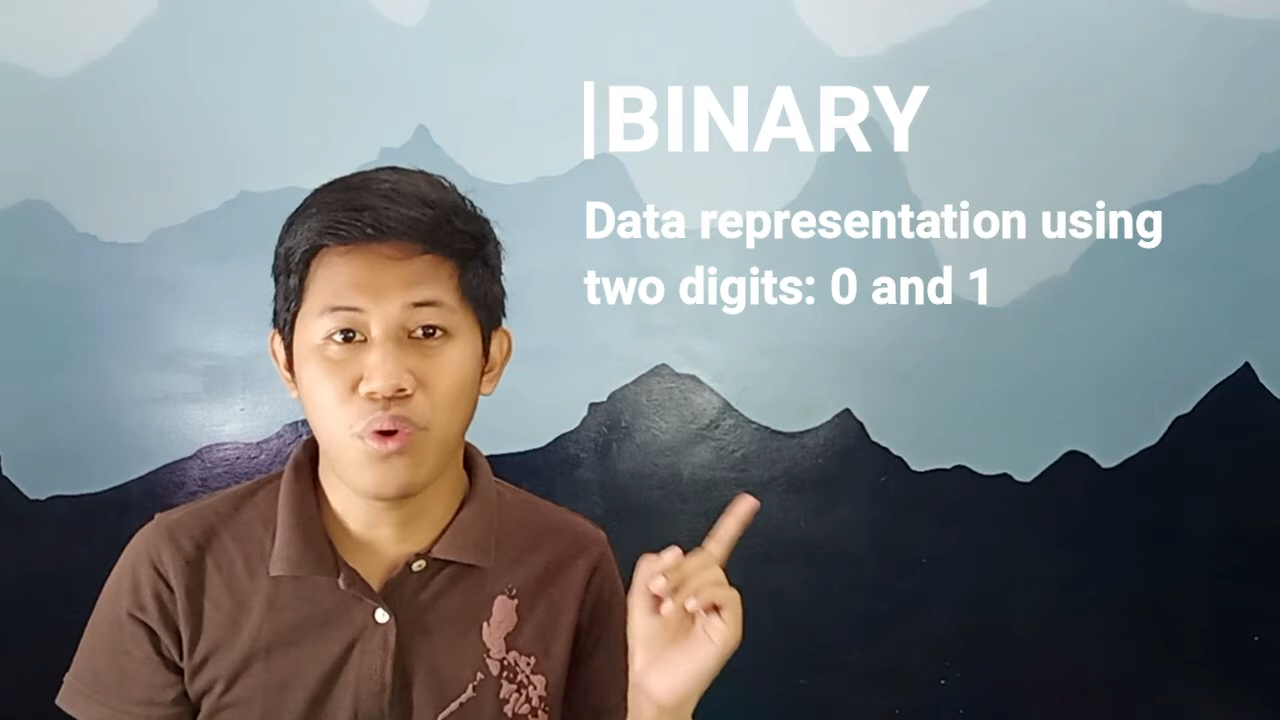 |BINARY
Data representation using
two digits: 0 and 1